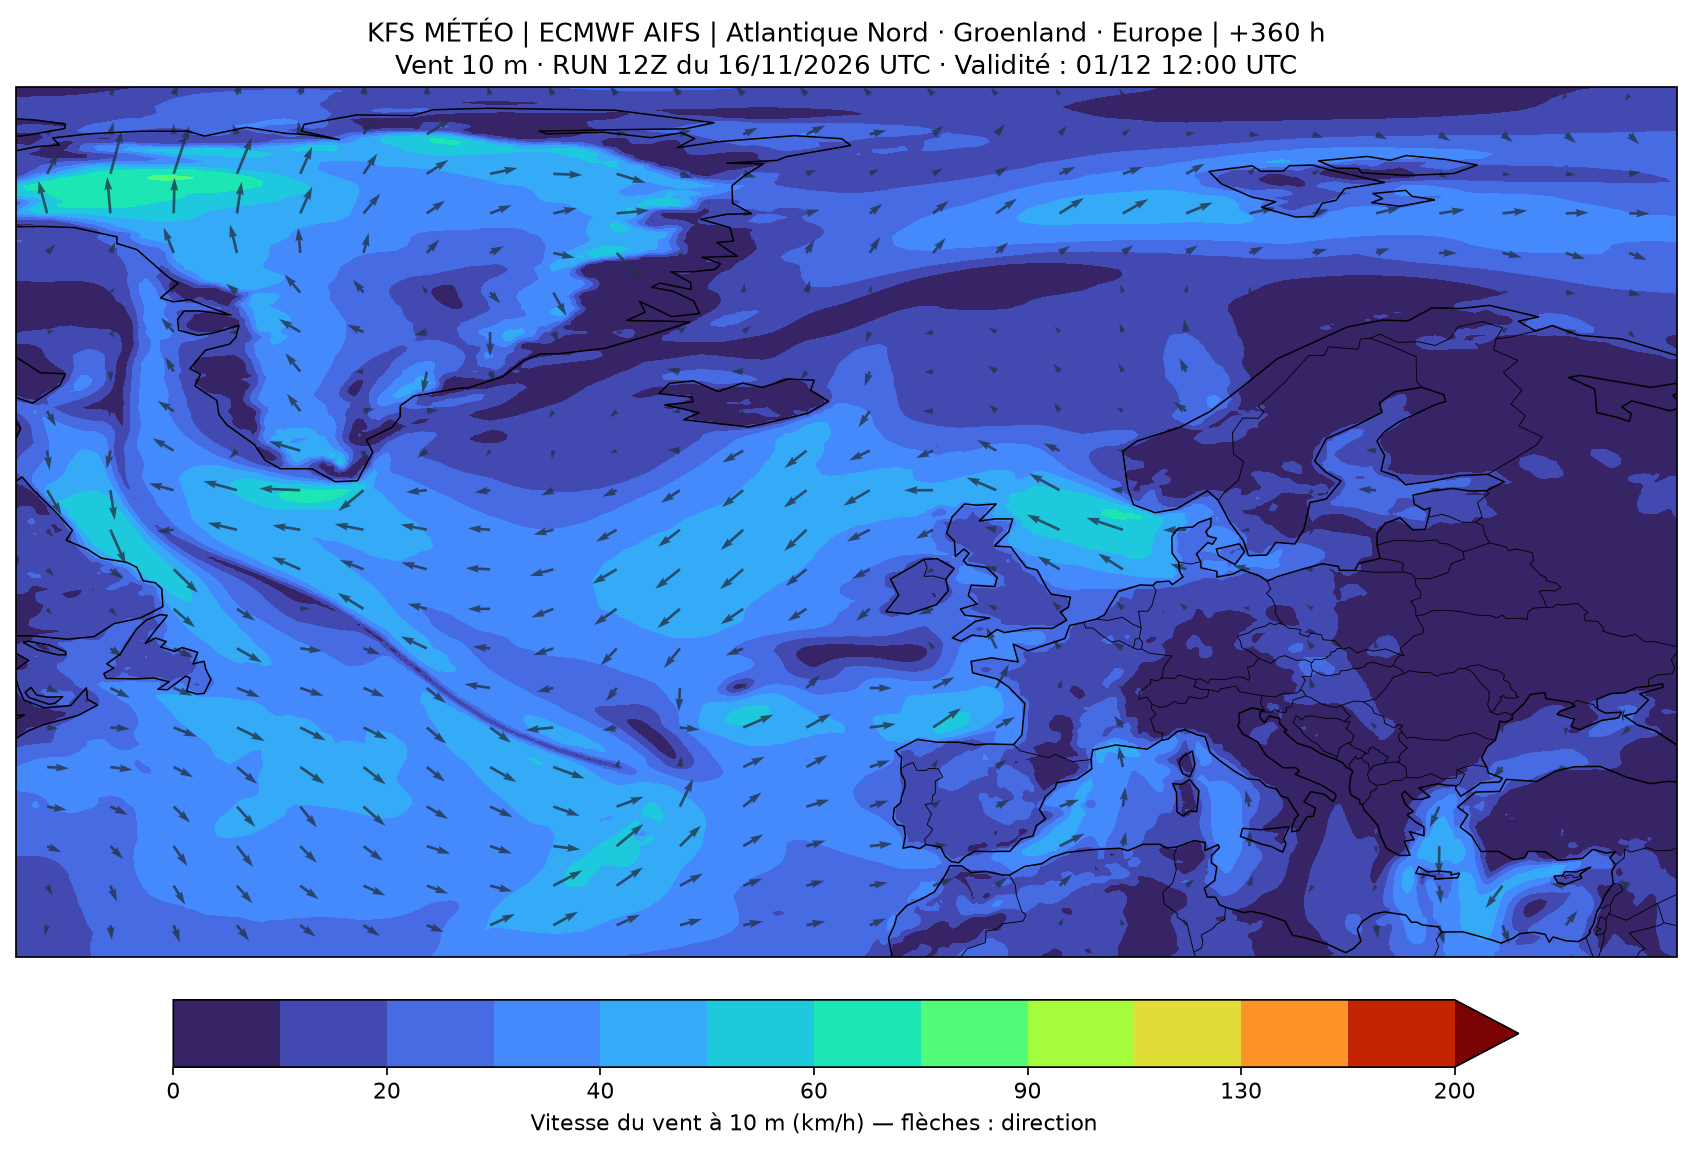 KFS MÉTÉO | ECMWF AIFS | Atlantique Nord · Groenland · Europe | +360 h
Vent 10 m · RUN 12Z du 16/11/2026 UTC · Validité : 01/12 12:00 UTC
0 20 40 60 90 130 200
Vitesse du vent à 10 m (km/h) — flèches : direction